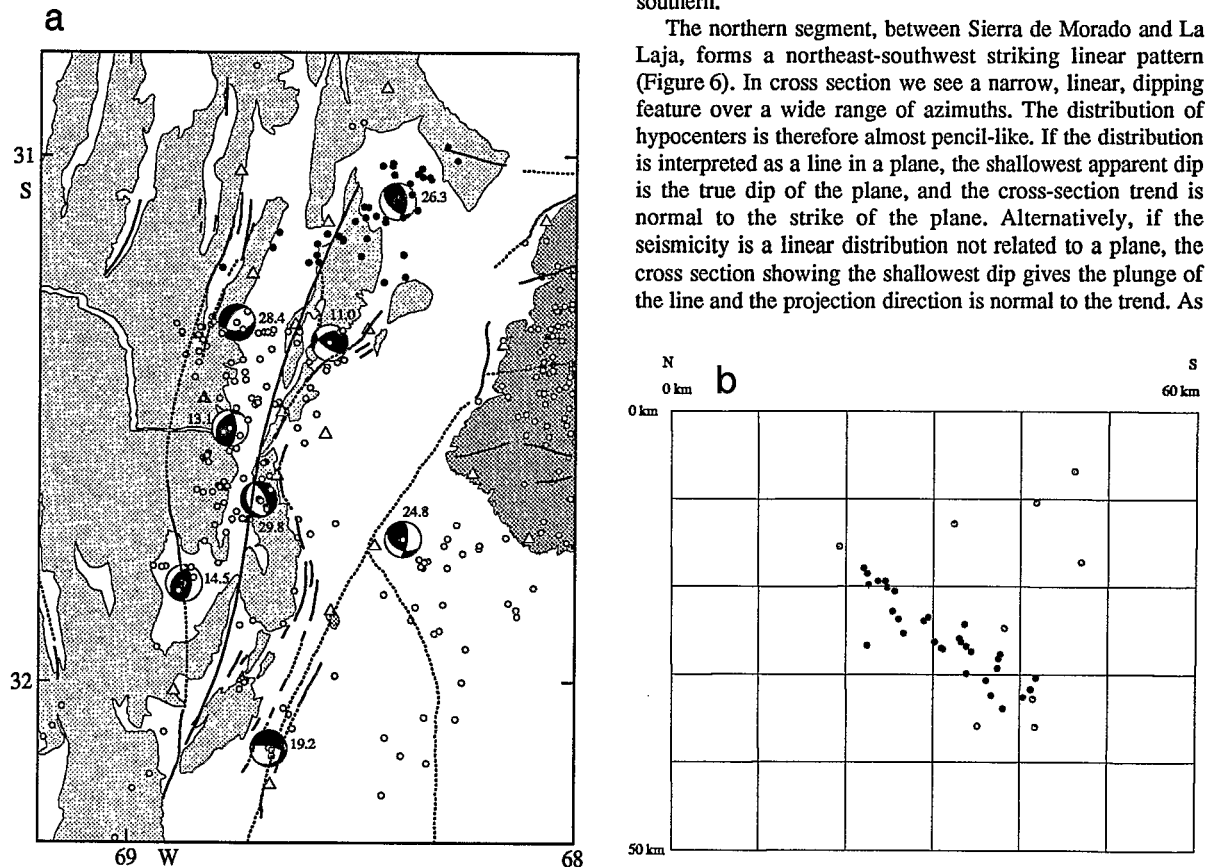 a
31
S
26.3
28.4
11.0
13.1
29.8
24.8
14.5
32
19.2
69 W 68
southern.
The northern segment, between Sierra de Morado and La
Laja, forms a northeast-southwest striking linear pattern
(Figure 6). In cross section we see a narrow, linear, dipping
feature over a wide range of azimuths. The distribution of
hypocenters is therefore almost pencil-like. If the distribution
is interpreted as a line in a plane, the shallowest apparent dip
is the true dip of the plane, and the cross-section trend is
normal to the strike of the plane. Alternatively, if the
seismicity is a linear distribution not related to a plane, the
cross section showing the shallowest dip gives the plunge of
the line and the projection direction is normal to the trend. As
N b S
0 km 60 km
0 km
50 km